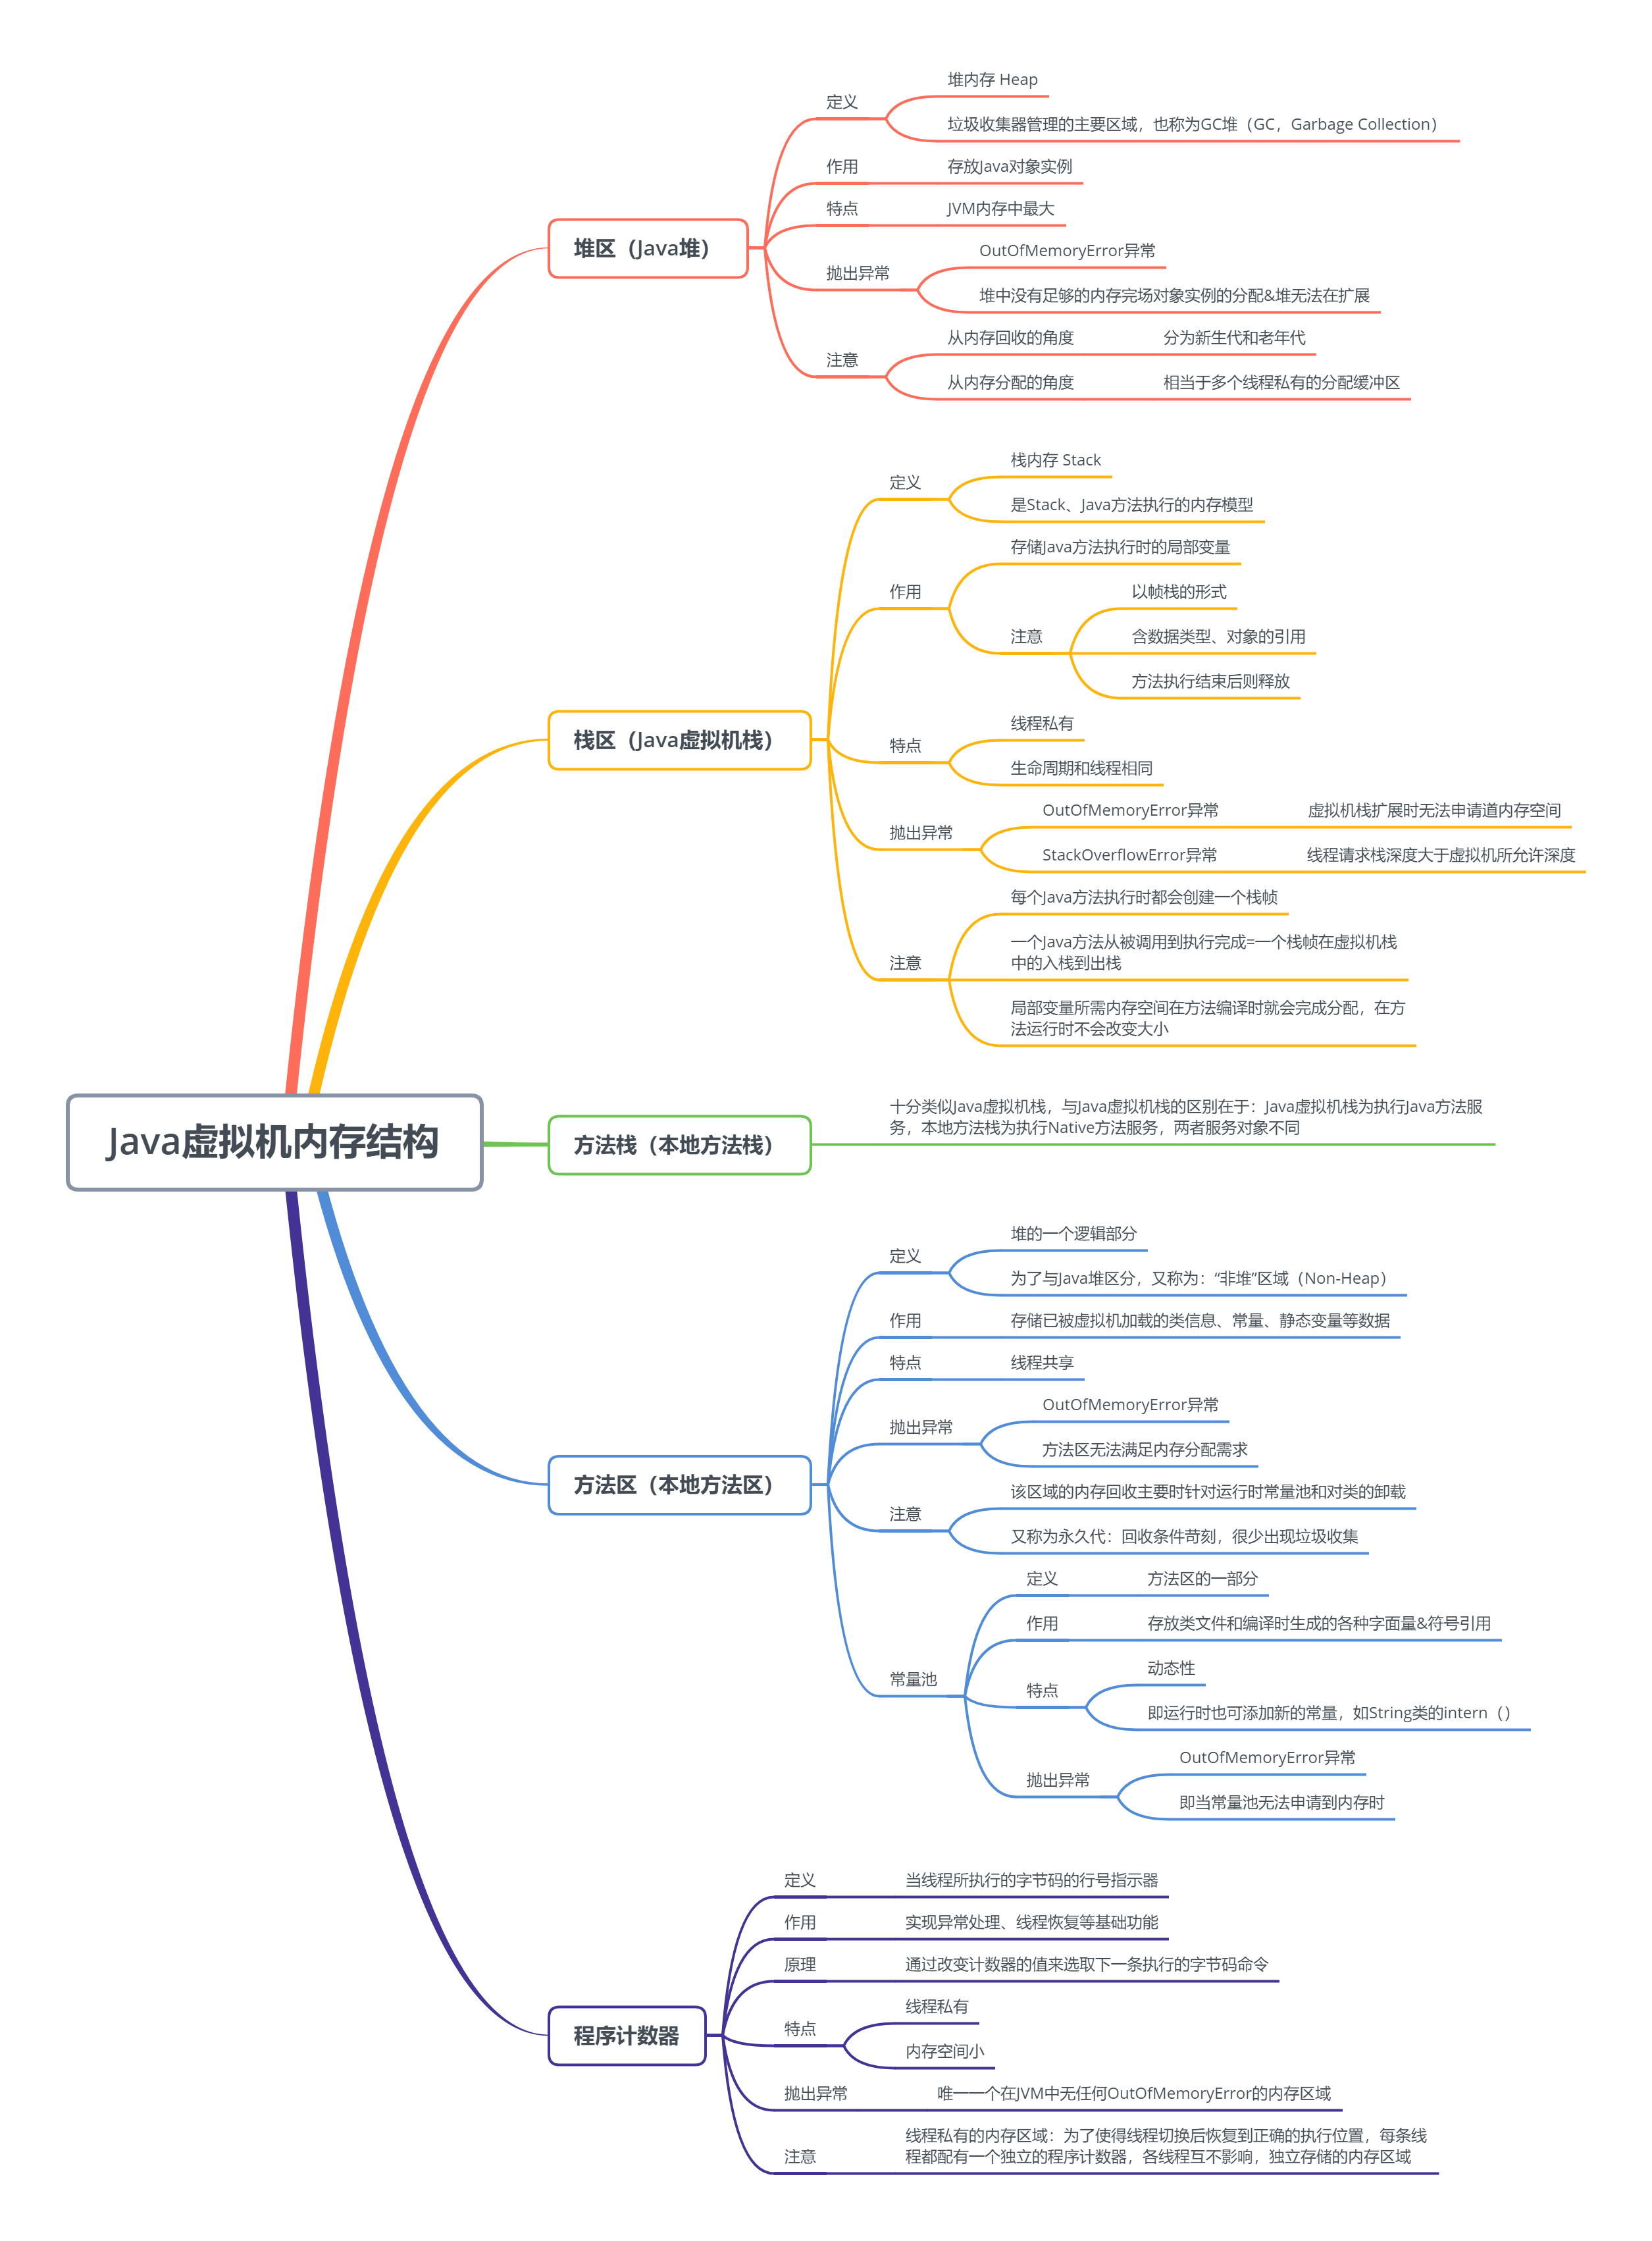 堆内存 Heap
定义
垃圾收集器管理的主要区域，也称为GC堆（GC，Garbage Collection）
作用
存放Java对象实例
特点
JVM内存中最大
堆区（Java堆）
OutOfMemoryError异常
抛出异常
堆中没有足够的内存完场对象实例的分配&堆无法在扩展
从内存回收的角度
分为新生代和老年代
注意
从内存分配的角度
相当于多个线程私有的分配缓冲区
栈内存 Stack
定义
是Stack、Java方法执行的内存模型
存储Java方法执行时的局部变量
作用
以帧栈的形式
注意
含数据类型、对象的引用
方法执行结束后则释放
栈区（Java虚拟机栈）
线程私有
特点
生命周期和线程相同
OutOfMemoryError异常
虚拟机栈扩展时无法申请道内存空间
抛出异常
StackOverflowError异常
线程请求栈深度大于虚拟机所允许深度
每个Java方法执行时都会创建一个栈帧
注意
一个Java方法从被调用到执行完成=一个栈帧在虚拟机栈
中的入栈到出栈
局部变量所需内存空间在方法编译时就会完成分配，在方
法运行时不会改变大小
Java虚拟机内存结构
方法栈（本地方法栈）
十分类似Java虚拟机栈，与Java虚拟机栈的区别在于：Java虚拟机栈为执行Java方法服
务，本地方法栈为执行Native方法服务，两者服务对象不同
堆的一个逻辑部分
定义
为了与Java堆区分，又称为：“非堆”区域（Non-Heap）
作用
存储已被虚拟机加载的类信息、常量、静态变量等数据
特点
线程共享
OutOfMemoryError异常
抛出异常
方法区无法满足内存分配需求
方法区（本地方法区）
该区域的内存回收主要时针对运行时常量池和对类的卸载
注意
又称为永久代：回收条件苛刻，很少出现垃圾收集
定义
方法区的一部分
作用
存放类文件和编译时生成的各种字面量&符号引用
常量池
动态性
特点
即运行时也可添加新的常量，如String类的intern（）
OutOfMemoryError异常
抛出异常
即当常量池无法申请到内存时
定义
当线程所执行的字节码的行号指示器
作用
实现异常处理、线程恢复等基础功能
原理
通过改变计数器的值来选取下一条执行的字节码命令
程序计数器
线程私有
特点
内存空间小
抛出异常
唯一一个在JVM中无任何OutOfMemoryError的内存区域
注意
线程私有的内存区域：为了使得线程切换后恢复到正确的执行位置，每条线
程都配有一个独立的程序计数器，各线程互不影响，独立存储的内存区域